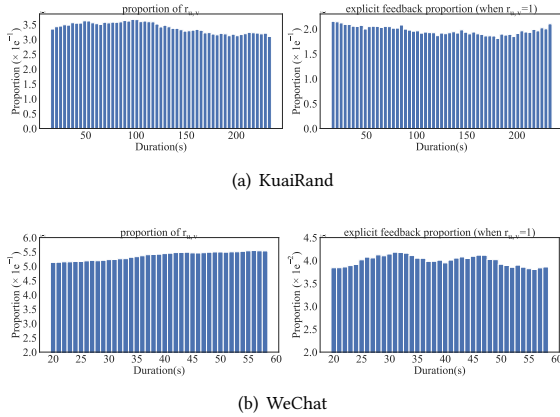 proportion of r_{u,v}
explicit feedback proportion (when r_{u,v}=1)
Proportion (× 1e⁻¹)
3.5
3.0
2.5
2.0
1.5
1.0
0.5
0.0
50 100 150 200
Duration(s)
Proportion (× 1e⁻¹)
2.0
1.5
1.0
0.5
0.0
50 100 150 200
Duration(s)
(a) KuaiRand
proportion of r_{u,v}
explicit feedback proportion (when r_{u,v}=1)
Proportion (× 1e⁻¹)
6.0
5.5
5.0
4.5
4.0
3.5
3.0
2.5
2.0
20 25 30 35 40 45 50 55 60
Duration(s)
Proportion (× 1e⁻²)
4.5
4.0
3.5
3.0
2.5
2.0
20 25 30 35 40 45 50 55 60
Duration(s)
(b) WeChat